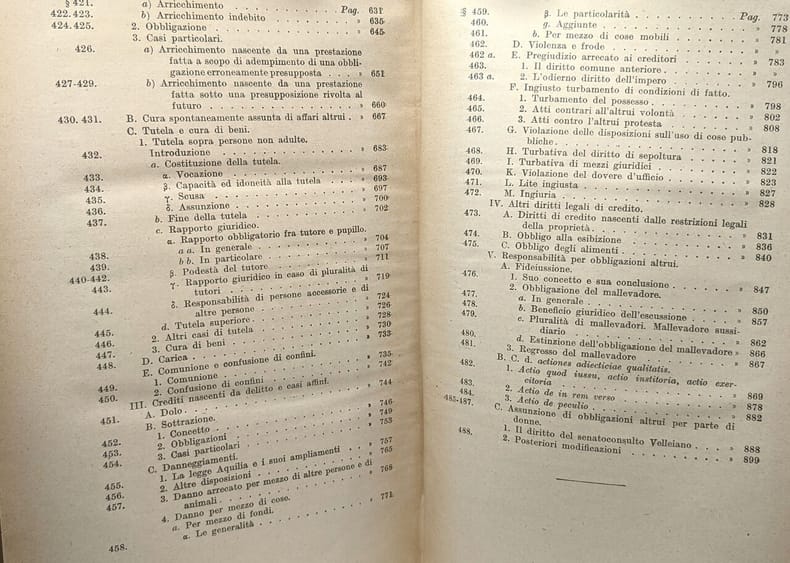 § 421. a) Arricchimento . . . . . Pag. 631
422. 423. b) Arricchimento indebito . . . . . » 635
424. 425. 2. Obbligazione . . . . . » 645
3. Casi particolari.
426. a) Arricchimento nascente da una prestazione
fatta a scopo di adempimento di una obbli-
gazione erroneamente presupposta . . . . » 651
427-429. b) Arricchimento nascente da una prestazione
fatta sotto una presupposizione rivolta al
futuro . . . . . » 660
430. 431. B. Cura spontaneamente assunta di affari altrui . » 667
C. Tutela e cura di beni.
1. Tutela sopra persone non adulte.
432. Introduzione . . . . . » 683
a. Costituzione della tutela.
433. α. Vocazione . . . . . » 687
434. β. Capacità ed idoneità alla tutela . . . » 693
435. γ. Scusa . . . . . » 697
436. δ. Assunzione . . . . . » 700
437. b. Fine della tutela . . . . . » 702
c. Rapporto giuridico.
α. Rapporto obbligatorio fra tutore e pupillo.
438. a a. In generale . . . . . » 704
439. b b. In particolare . . . . . » 707
440-442. β. Podestà del tutore . . . . . » 711
443. γ. Rapporto giuridico in caso di pluralità di
tutori . . . . . » 719
444. δ. Responsabilità di persone accessorie e di
altre persone . . . . . » 724
445. d. Tutela superiore . . . . . » 726
446. 2. Altri casi di tutela . . . . . » 728
447. 3. Cura di beni . . . . . » 730
448. D. Carica . . . . . » 733
E. Comunione e confusione di confini.
449. 1. Comunione . . . . . » 735
450. 2. Confusione di confini . . . . . » 742
III. Crediti nascenti da delitto e casi affini.
451. A. Dolo . . . . . » 744
B. Sottrazione.
452. 1. Concetto . . . . . » 746
453. 2. Obbligazioni . . . . . » 749
454. 3. Casi particolari . . . . . » 753
C. Danneggiamenti.
455. 1. La legge Aquilia e i suoi ampliamenti . . » 757
456. 2. Altre disposizioni . . . . . » 765
457. 3. Danno arrecato per mezzo di altre persone e di
animali . . . . . » 768
4. Danno per mezzo di cose.
a. Per mezzo di fondi.
458. α. Le generalità . . . . . » 771
§ 459. β. Le particolarità . . . . . Pag. 773
460. g. Aggiunte . . . . . » 778
461. b. Per mezzo di cose mobili . . . . . » 781
462. D. Violenza e frode . . . . . »
462 a. E. Pregiudizio arrecato ai creditori . . . . » 783
463. 1. Il diritto comune anteriore . . . . . »
463 a. 2. L'odierno diritto dell'impero . . . . . » 796
F. Ingiusto turbamento di condizioni di fatto.
464. 1. Turbamento del possesso . . . . . » 798
465. 2. Atti contrari all'altrui volontà . . . . » 802
466. 3. Atti contro l'altrui protesta . . . . . » 808
467. G. Violazione delle disposizioni sull'uso di cose pub-
bliche . . . . . » 818
468. H. Turbativa del diritto di sepoltura . . . . » 821
469. I. Turbativa di mezzi giuridici . . . . . » 822
470. K. Violazione del dovere d'ufficio . . . . . » 823
471. L. Lite ingiusta . . . . . » 827
472. M. Ingiuria . . . . . » 828
IV. Altri diritti legali di credito.
473. A. Diritti di credito nascenti dalle restrizioni legali
della proprietà . . . . . » 831
474. B. Obbligo alla esibizione . . . . . » 836
475. C. Obbligo degli alimenti . . . . . » 840
V. Responsabilità per obbligazioni altrui.
A. Fideiussione.
476. 1. Suo concetto e sua conclusione . . . . » 847
2. Obbligazione del mallevadore.
477. a. In generale . . . . . » 850
478. b. Beneficio giuridico dell'escussione . . . » 857
479. c. Pluralità di mallevadori. Mallevadore sussi-
diario . . . . . » 862
480. d. Estinzione dell'obbligazione del mallevadore » 866
481. 3. Regresso del mallevadore . . . . . » 867
B. C. d. actiones adiecticiae qualitatis.
482. 1. Actio quod iussu, actio institoria, actio exer-
citoria . . . . . » 869
483. 2. Actio de in rem verso . . . . . » 878
484. 3. Actio de peculio . . . . . » 882
485-487. C. Assunzione di obbligazioni altrui per parte di
donne.
488. 1. Il diritto del senatoconsulto Velleiano . . . » 888
2. Posteriori modificazioni . . . . . » 899